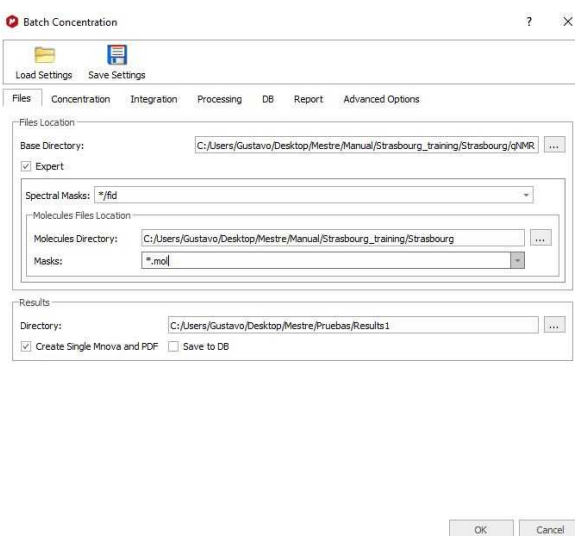 Batch Concentration ? ×
Load Settings Save Settings
Files Concentration Integration Processing DB Report Advanced Options
Files Location
Base Directory: C:/Users/Gustavo/Desktop/Mestre/Manual/Strasbourg_training/Strasbourg/qNMR ...
Expert
Spectral Masks: */fid
Molecules Files Location
Molecules Directory: C:/Users/Gustavo/Desktop/Mestre/Manual/Strasbourg_training/Strasbourg ...
Masks: *.mol
Results
Directory: C:/Users/Gustavo/Desktop/Mestre/Pruebas/Results1 ...
Create Single Mnova and PDF Save to DB
OK Cancel